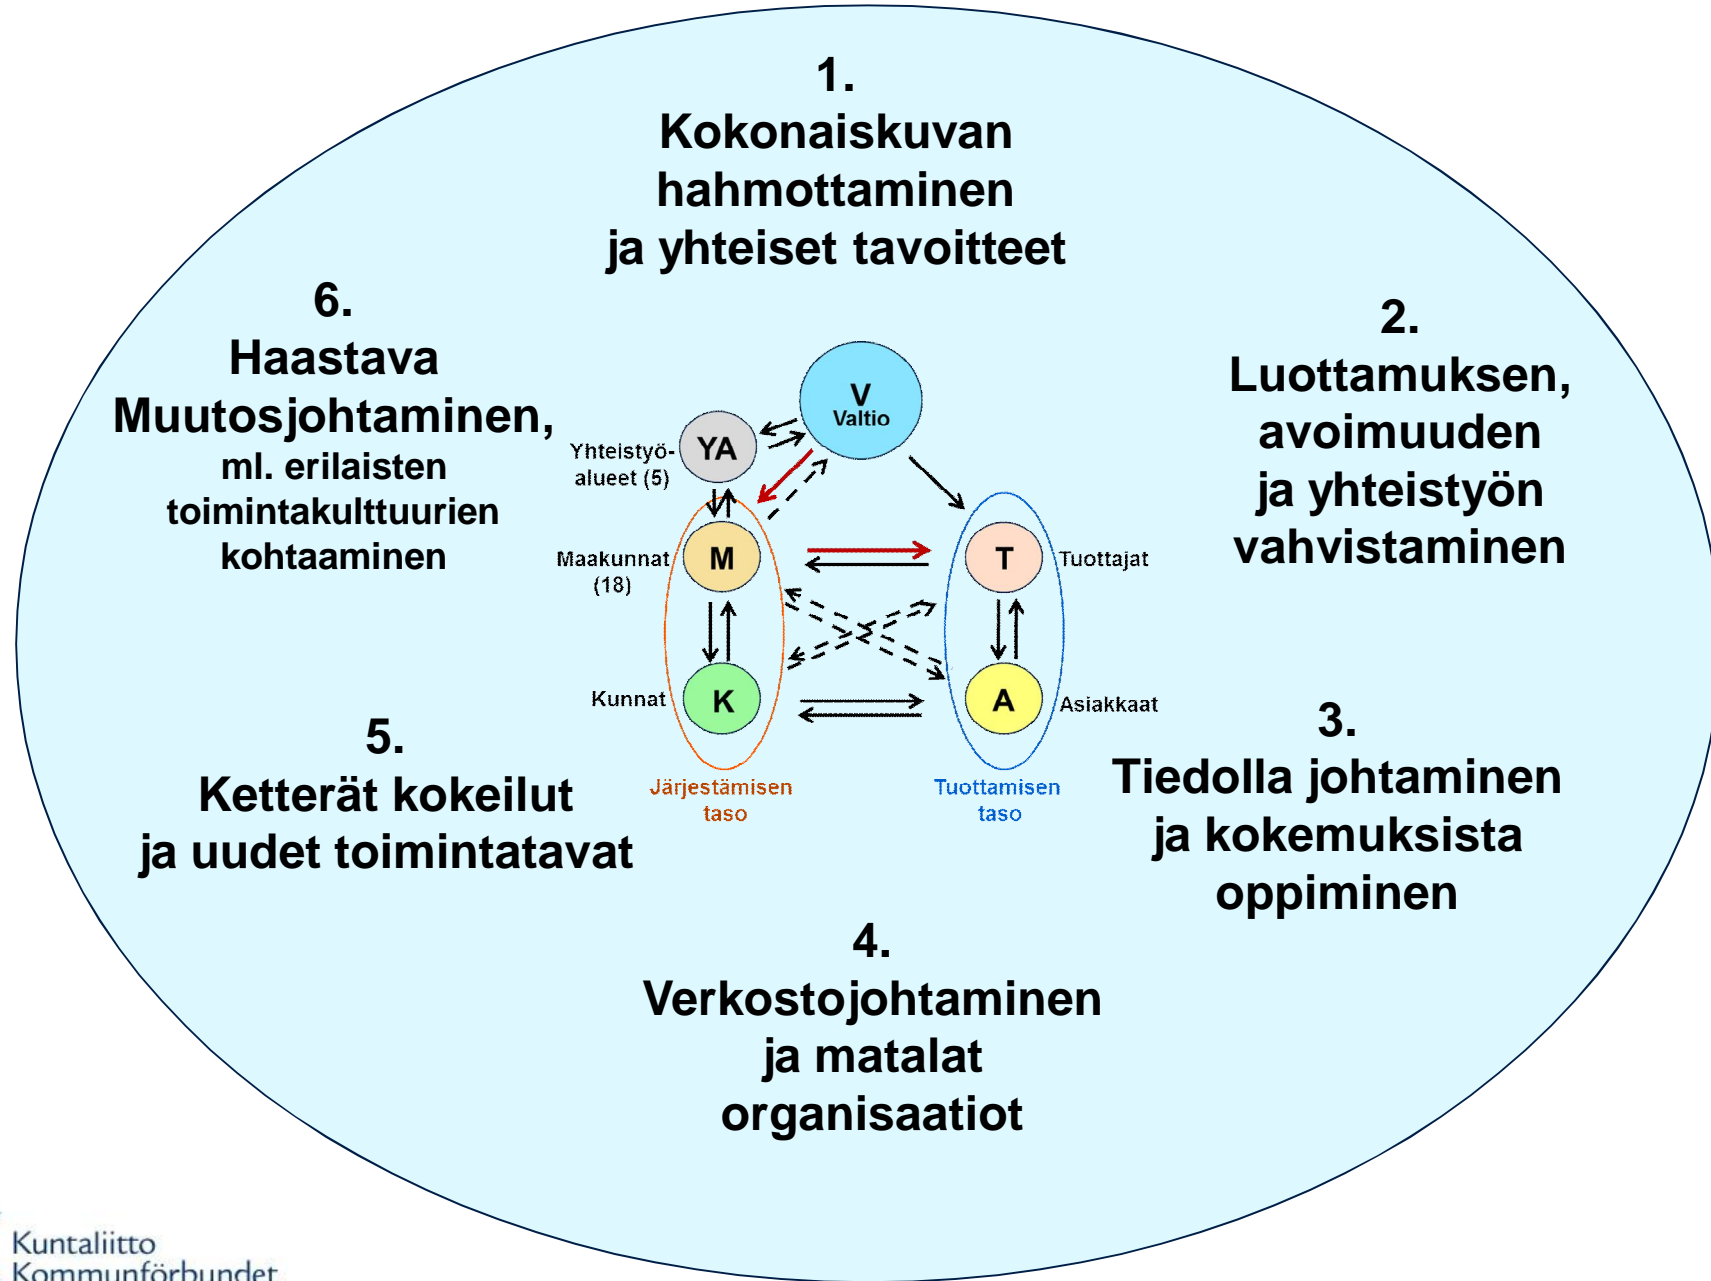 1.
Kokonaiskuvan
hahmottaminen
ja yhteiset tavoitteet
2.
Luottamuksen,
avoimuuden
ja yhteistyön
vahvistaminen
3.
Tiedolla johtaminen
ja kokemuksista
oppiminen
4.
Verkostojohtaminen
ja matalat
organisaatiot
5.
Ketterät kokeilut
ja uudet toimintatavat
6.
Haastava
Muutosjohtaminen,
ml. erilaisten
toimintakulttuurien
kohtaaminen
V
Valtio
YA
Yhteistyö-
alueet (5)
M
Maakunnat
(18)
T
Tuottajat
K
Kunnat
A
Asiakkaat
Järjestämisen
taso
Tuottamisen
taso
Kuntaliitto
Kommunförbundet